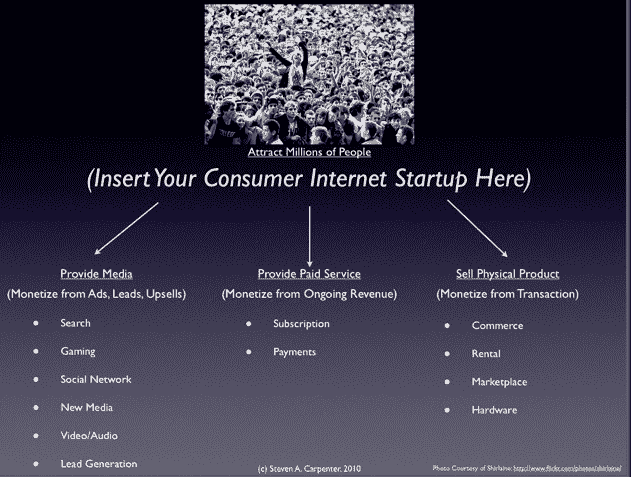 Attract Millions of People
(Insert Your Consumer Internet Startup Here)
Provide Media
(Monetize from Ads, Leads, Upsells)
Search
Gaming
Social Network
New Media
Video/Audio
Lead Generation
Provide Paid Service
(Monetize from Ongoing Revenue)
Subscription
Payments
Sell Physical Product
(Monetize from Transaction)
Commerce
Rental
Marketplace
Hardware
(c) Steven A. Carpenter, 2010
Photo Courtesy of Shirlaine: http://www.flickr.com/photos/shirlaine/